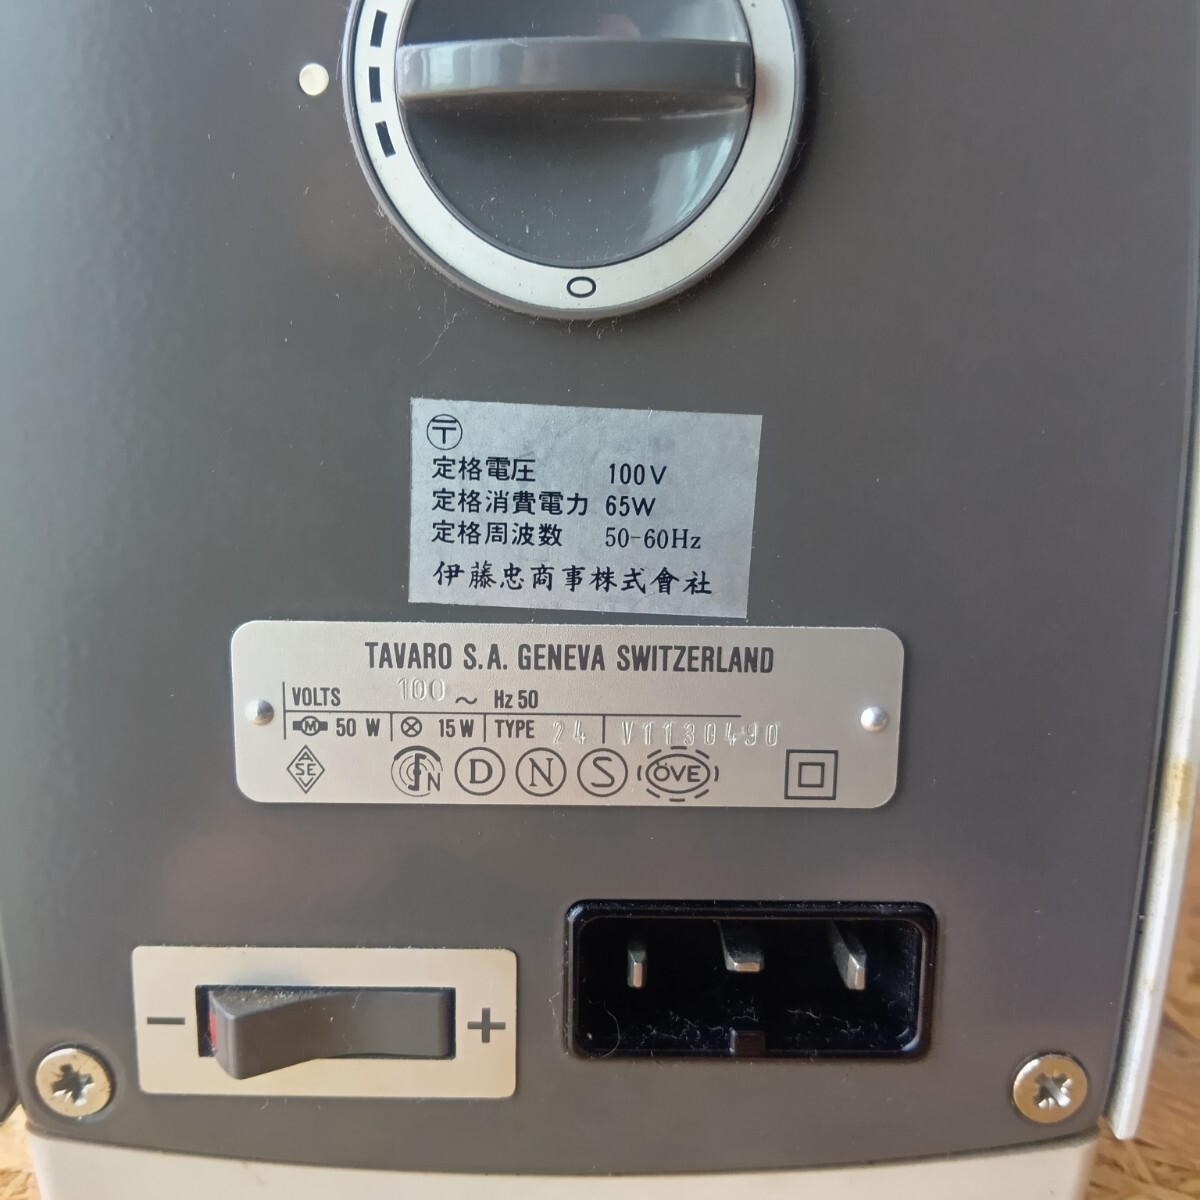 O
〒
定格電圧 100V
定格消費電力 65W
定格周波数 50-60Hz
伊藤忠商事株式會社
TAVARO S.A. GENEVA SWITZERLAND
VOLTS 100 ~ Hz 50
M 50 W 15 W TYPE 24 V1130490
ASEV SN D N S ÖVE
− +